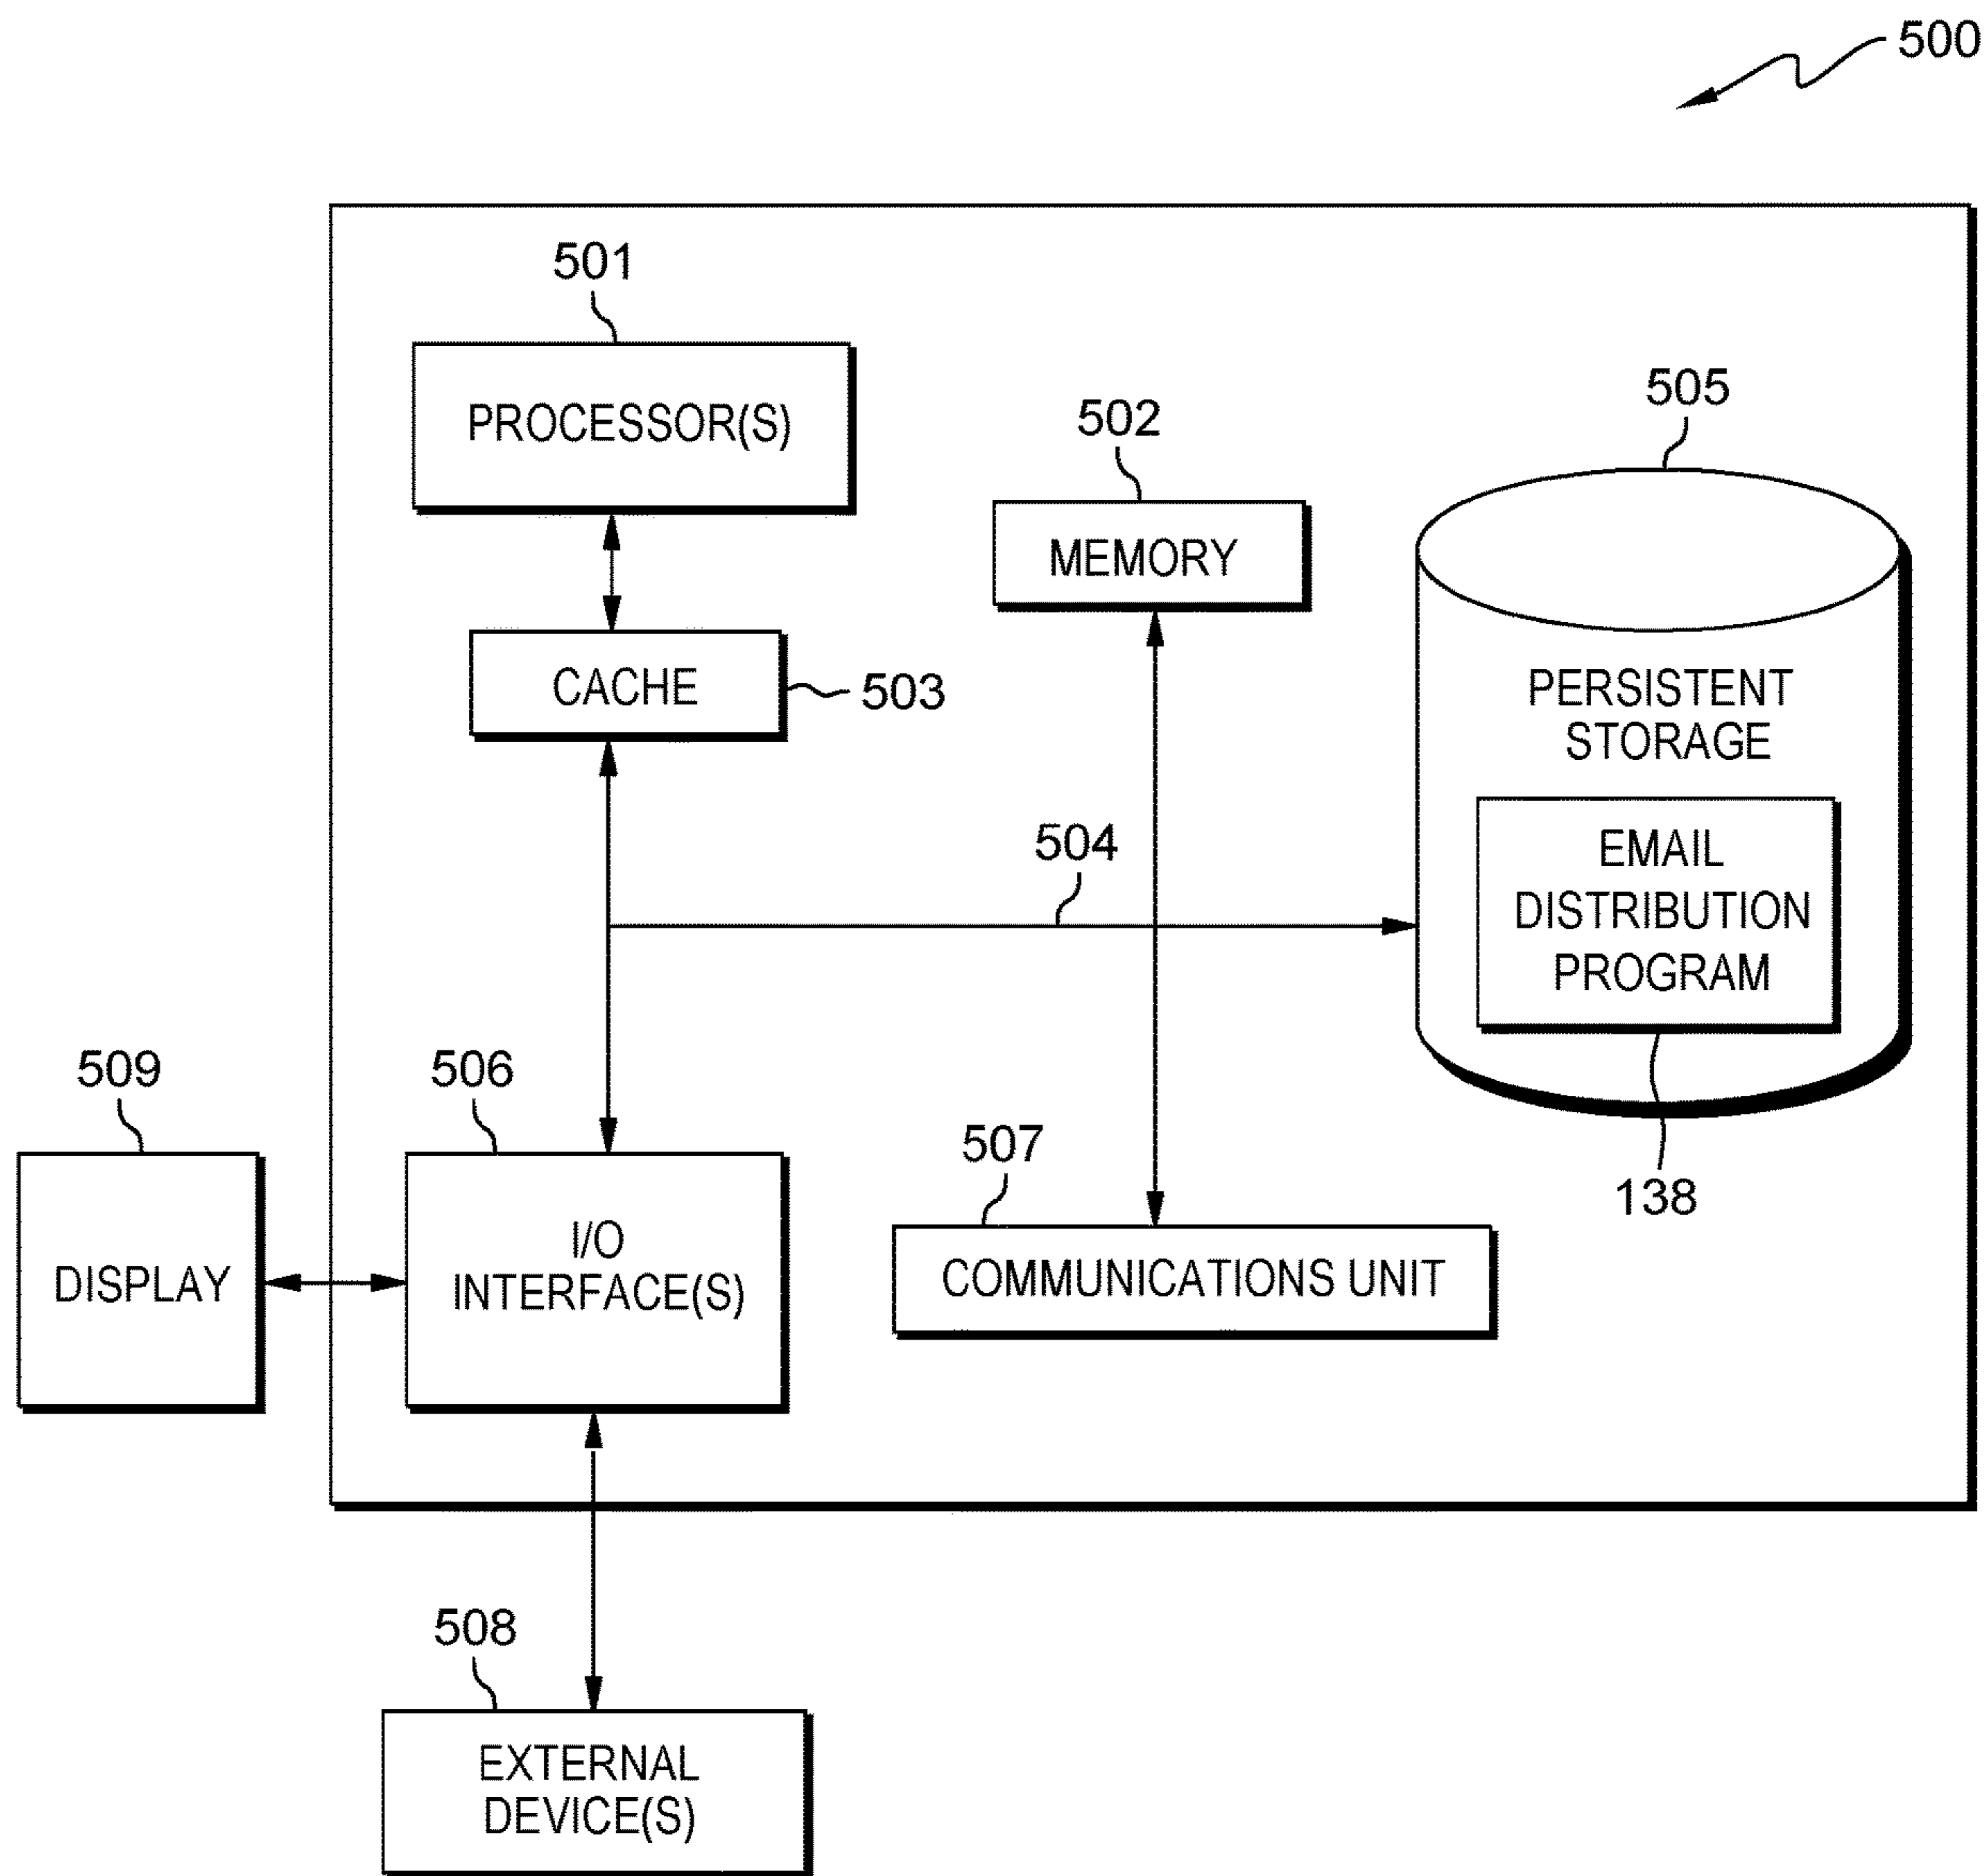 500
501
PROCESSOR(S)
502
MEMORY
505
PERSISTENT
STORAGE
CACHE
503
504
EMAIL
DISTRIBUTION
PROGRAM
138
509
DISPLAY
506
I/O
INTERFACE(S)
507
COMMUNICATIONS UNIT
508
EXTERNAL
DEVICE(S)